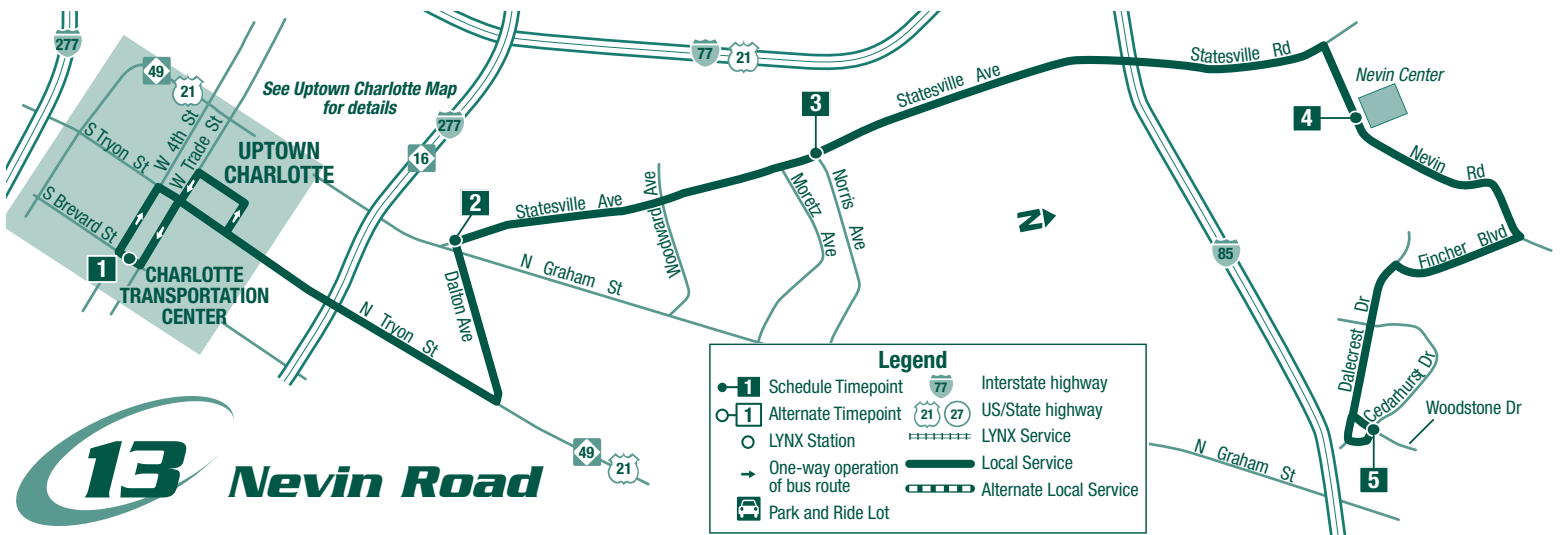 277
49
21
See Uptown Charlotte Map
for details
W 4th St
W Trade St
S Tryon St
S Brevard St
UPTOWN
CHARLOTTE
1
CHARLOTTE
TRANSPORTATION
CENTER
277
16
77
21
2
Statesville Ave
Woodward Ave
Moretz Ave
Norris Ave
3
Statesville Ave
Statesville Rd
Nevin Center
4
Nevin Rd
Fincher Blvd
N
85
N Graham St
Dalton Ave
N Tryon St
49
21
Dalecrest Dr
Cedarhurst Dr
Woodstone Dr
5
N Graham St
Legend
1 Schedule Timepoint
1 Alternate Timepoint
LYNX Station
One-way operation
of bus route
Park and Ride Lot
77 Interstate highway
21 27 US/State highway
LYNX Service
Local Service
Alternate Local Service
13 Nevin Road